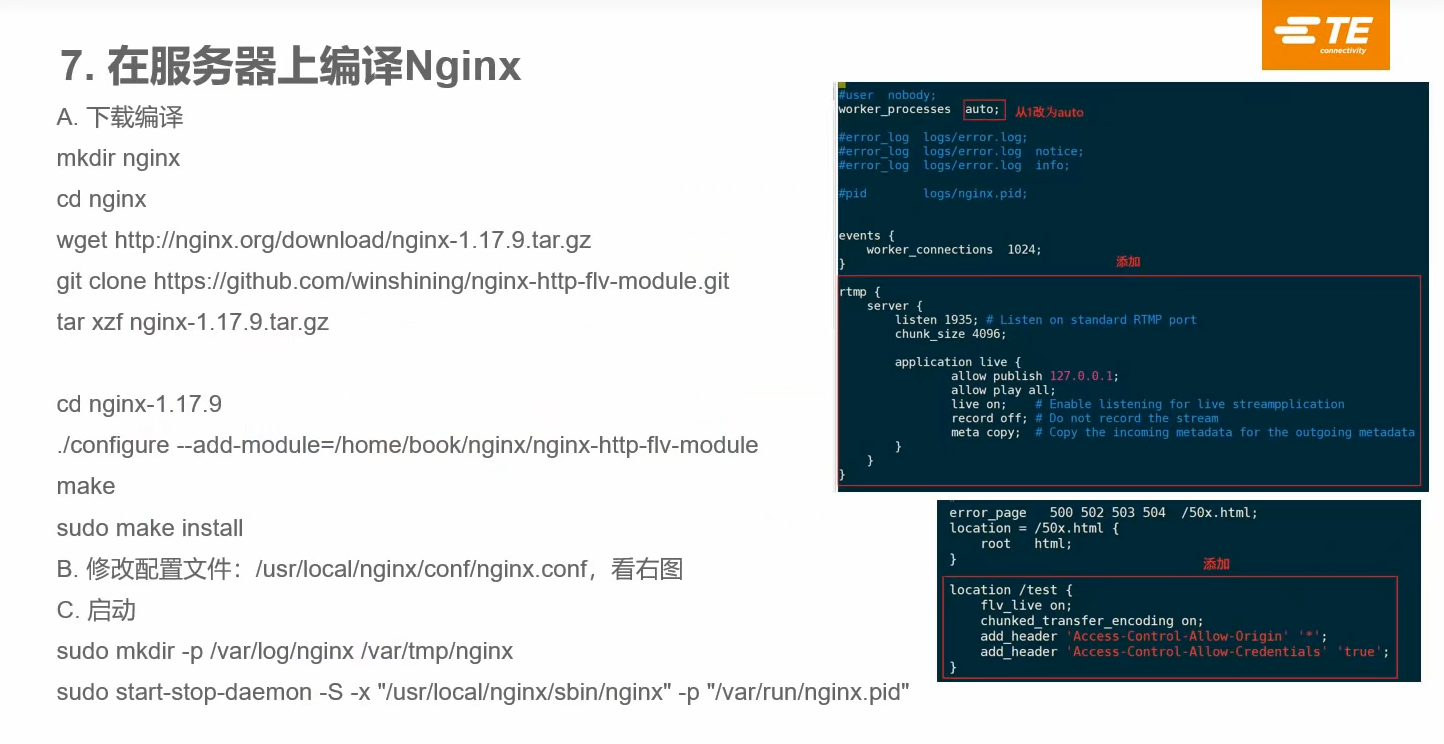 TE
connectivity
7. 在服务器上编译Nginx
A. 下载编译
mkdir nginx
cd nginx
wget http://nginx.org/download/nginx-1.17.9.tar.gz
git clone https://github.com/winshining/nginx-http-flv-module.git
tar xzf nginx-1.17.9.tar.gz
cd nginx-1.17.9
./configure --add-module=/home/book/nginx/nginx-http-flv-module
make
sudo make install
B. 修改配置文件：/usr/local/nginx/conf/nginx.conf，看右图
C. 启动
sudo mkdir -p /var/log/nginx /var/tmp/nginx
sudo start-stop-daemon -S -x "/usr/local/nginx/sbin/nginx" -p "/var/run/nginx.pid"
#user  nobody;
worker_processes  auto; 从1改为auto
#error_log  logs/error.log;
#error_log  logs/error.log  notice;
#error_log  logs/error.log  info;
#pid        logs/nginx.pid;
events {
    worker_connections  1024;
}
添加
rtmp {
    server {
        listen 1935; # Listen on standard RTMP port
        chunk_size 4096;
        application live {
                allow publish 127.0.0.1;
                allow play all;
                live on;    # Enable listening for live streampplication
                record off; # Do not record the stream
                meta copy;  # Copy the incoming metadata for the outgoing metadata
        }
    }
}
error_page   500 502 503 504  /50x.html;
location = /50x.html {
    root   html;
}
添加
location /test {
    flv_live on;
    chunked_transfer_encoding on;
    add_header 'Access-Control-Allow-Origin' '*';
    add_header 'Access-Control-Allow-Credentials' 'true';
}